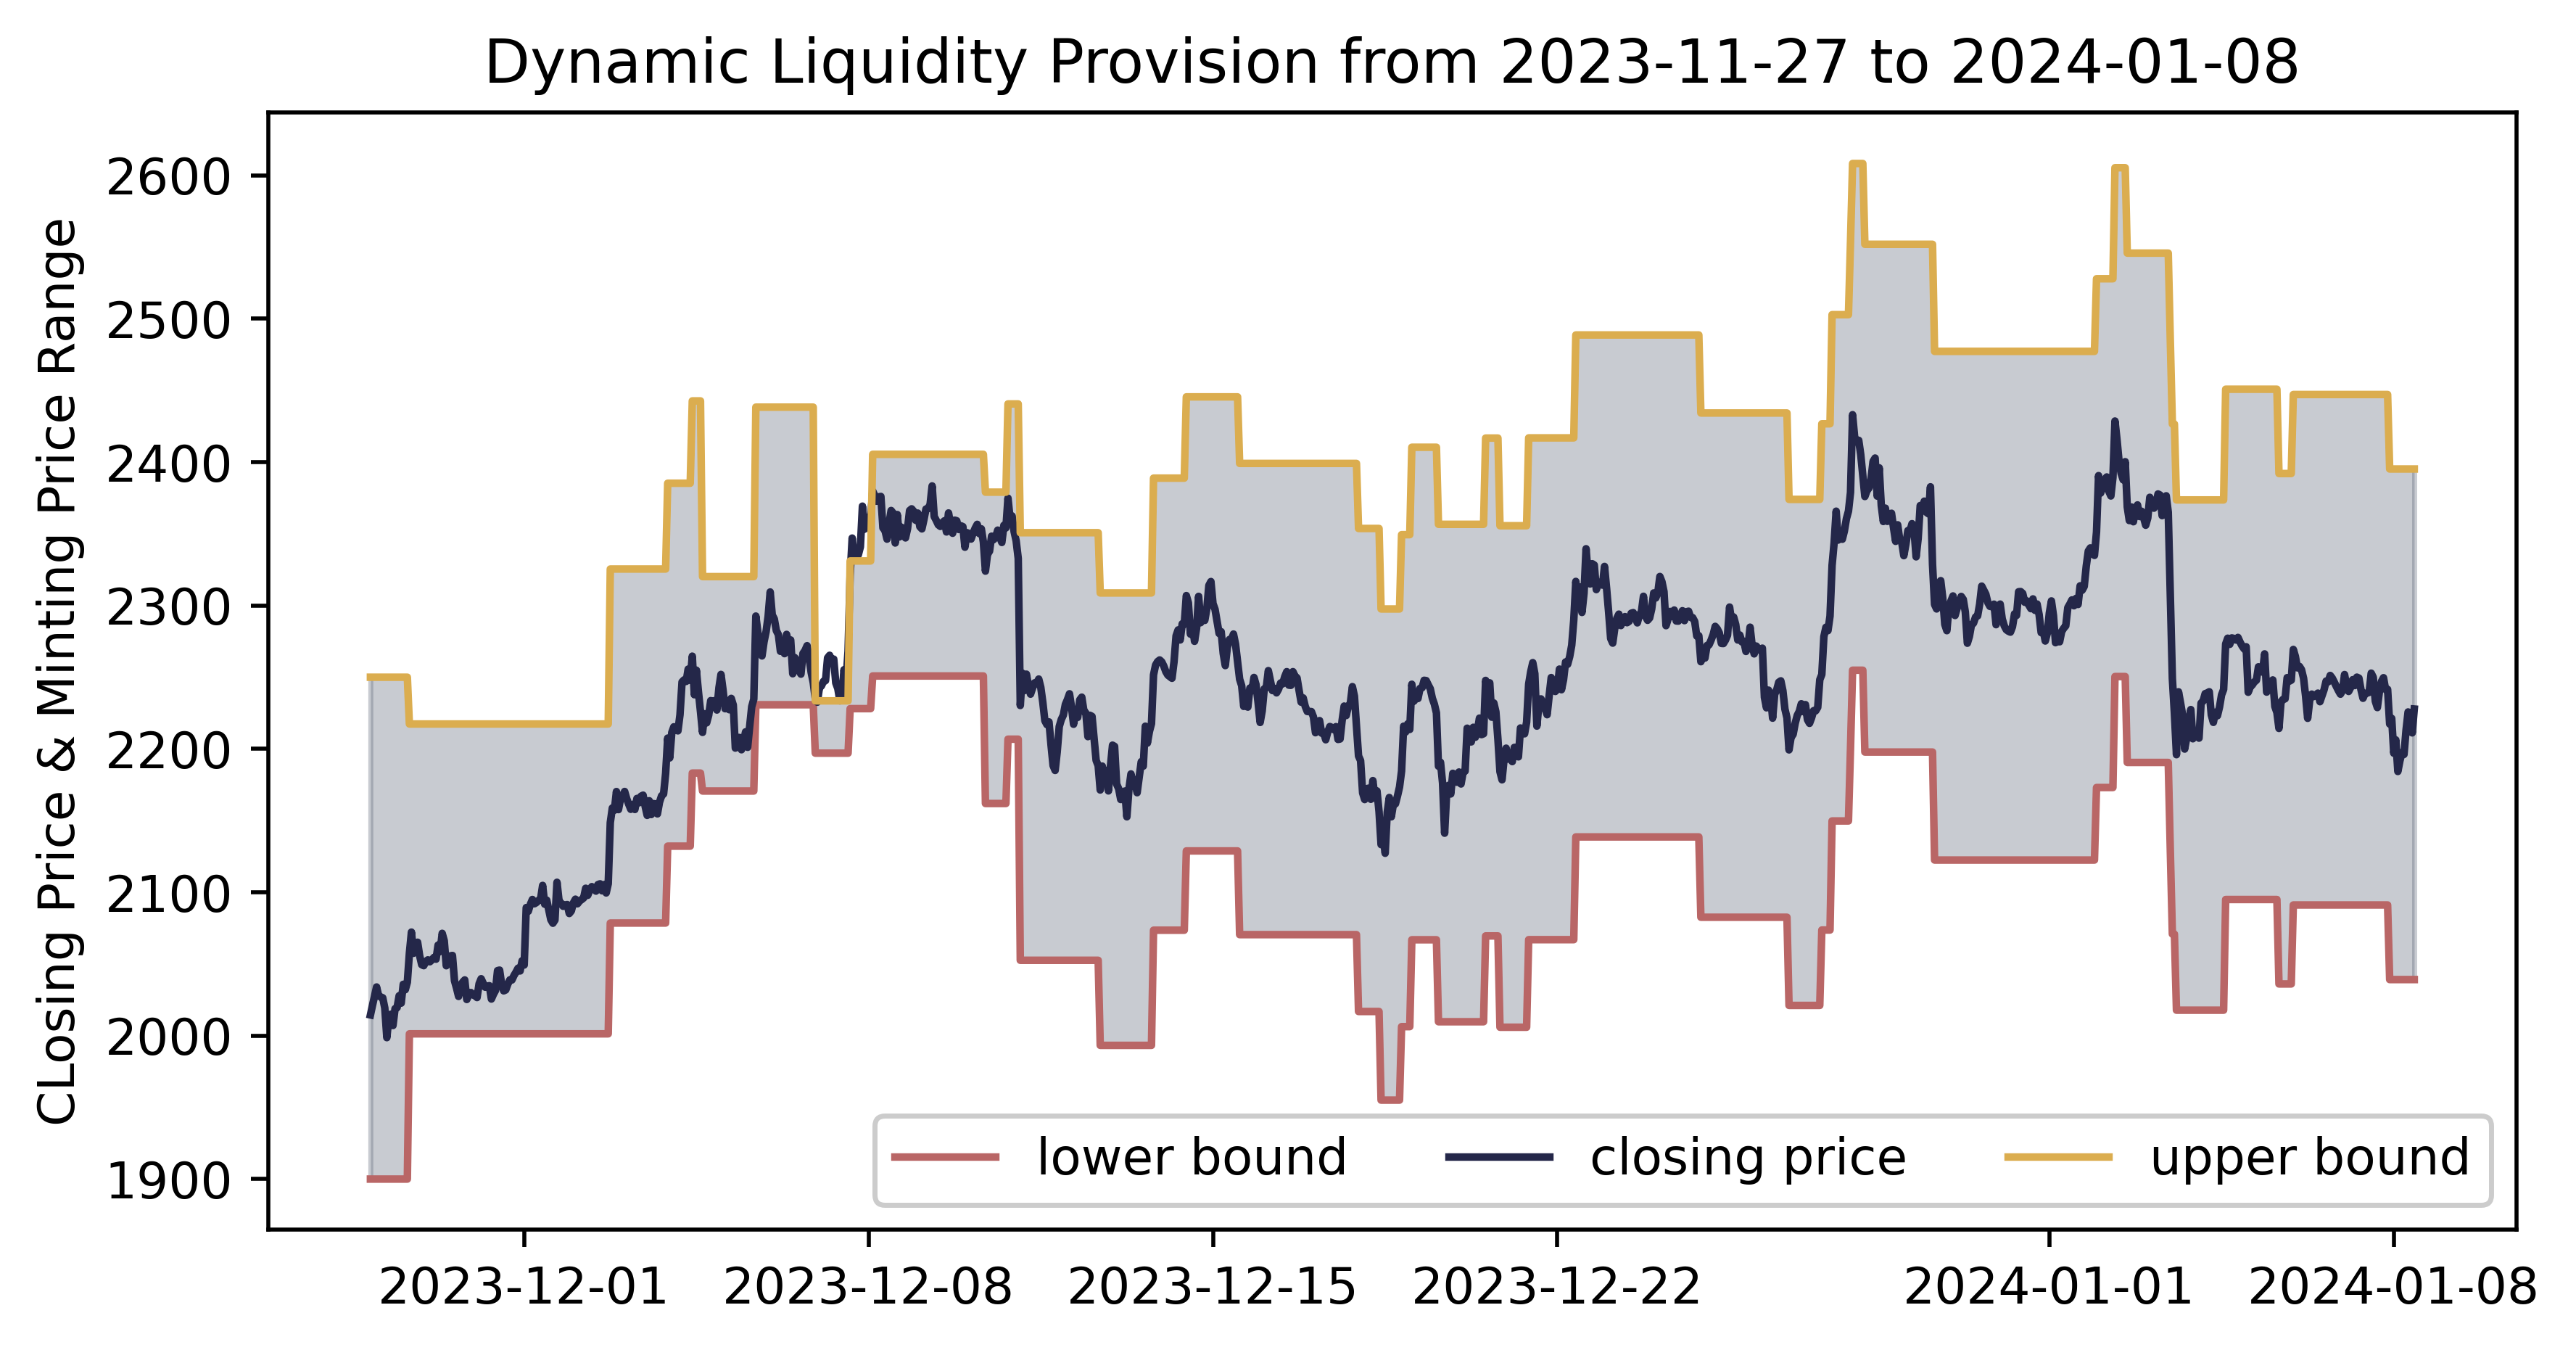 Dynamic Liquidity Provision from 2023-11-27 to 2024-01-08
CLosing Price & Minting Price Range
2600
2500
2400
2300
2200
2100
2000
1900
lower bound closing price upper bound
2023-12-01 2023-12-08 2023-12-15 2023-12-22 2024-01-01 2024-01-08